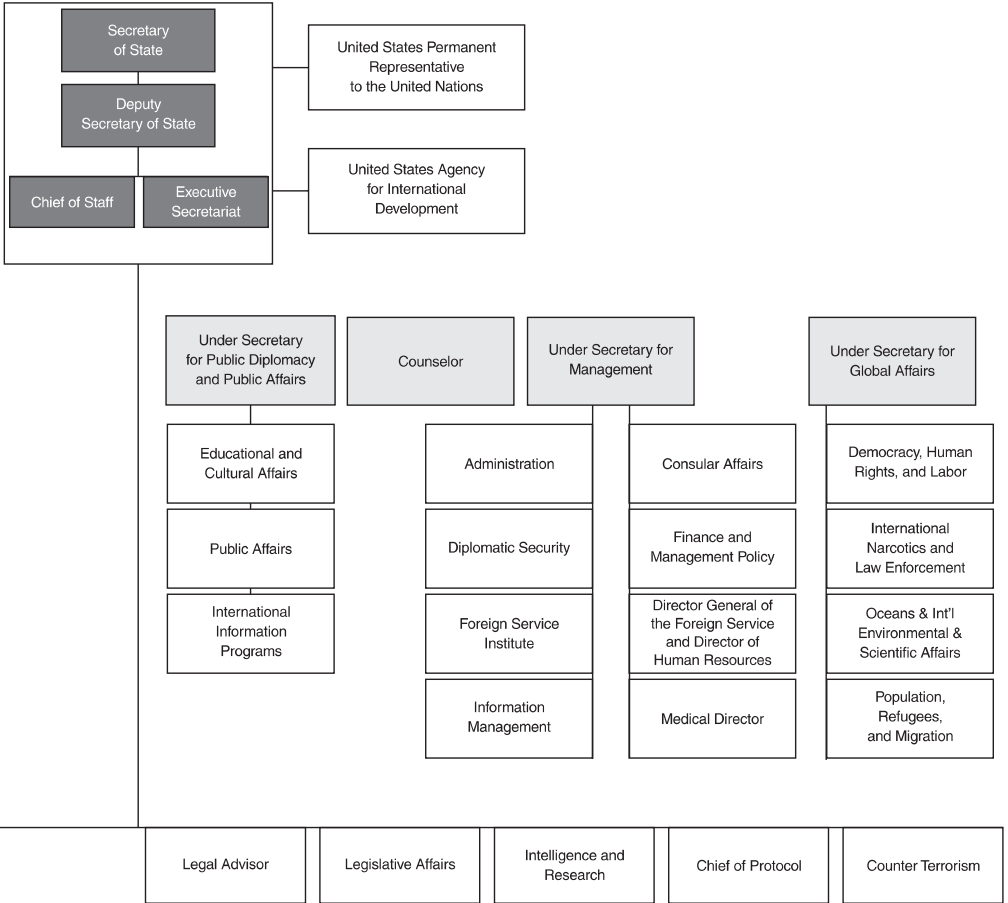 Secretary
of State
Deputy
Secretary of State
Chief of Staff
Executive
Secretariat
United States Permanent
Representative
to the United Nations
United States Agency
for International
Development
Under Secretary
for Public Diplomacy
and Public Affairs
Counselor
Under Secretary for
Management
Under Secretary for
Global Affairs
Educational and
Cultural Affairs
Public Affairs
International
Information
Programs
Administration
Diplomatic Security
Foreign Service
Institute
Information
Management
Consular Affairs
Finance and
Management Policy
Director General of
the Foreign Service
and Director of
Human Resources
Medical Director
Democracy, Human
Rights, and Labor
International
Narcotics and
Law Enforcement
Oceans & Int'l
Environmental &
Scientific Affairs
Population,
Refugees,
and Migration
Legal Advisor
Legislative Affairs
Intelligence and
Research
Chief of Protocol
Counter Terrorism